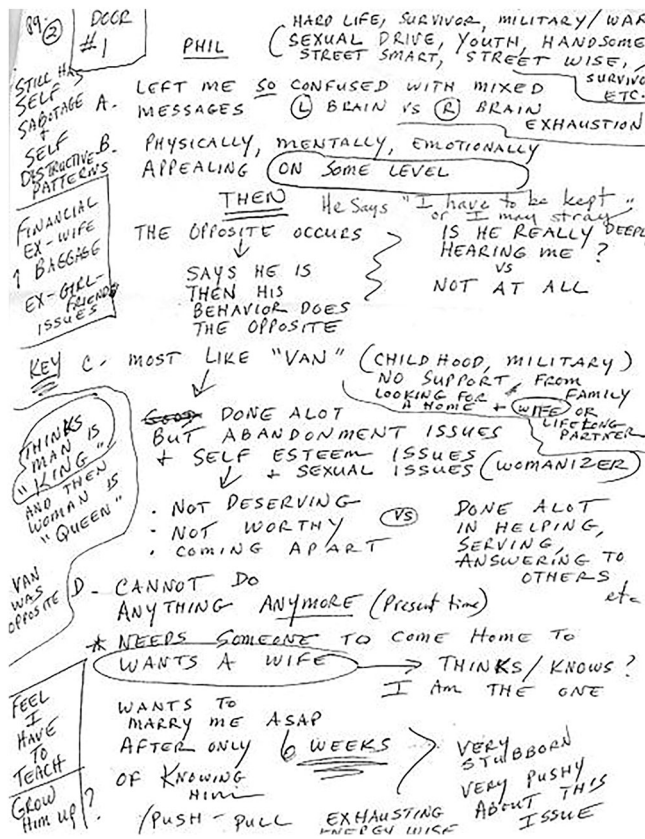 89. ②
DOOR
#1
PHIL
HARD LIFE, SURVIVOR, MILITARY/WAR
(SEXUAL DRIVE, YOUTH, HANDSOME
STREET SMART, STREET WISE,
SURVIVO
ETC.
STILL HAS
SELF
SABOTAGE
+
SELF
DESTRUCTIVE
PATTERNS
A. LEFT ME SO CONFUSED WITH MIXED
MESSAGES Ⓛ BRAIN VS Ⓡ BRAIN
EXHAUSTION
B. PHYSICALLY, MENTALLY, EMOTIONALLY
APPEALING ON SOME LEVEL
THEN
He Says "I have to be kept"
or I may stray
FINANCIAL
EX-WIFE
↑ BAGGAGE
EX-GIRL-
FRIENDS
ISSUES
THE OPPOSITE OCCURS
SAYS HE IS
THEN HIS
BEHAVIOR DOES
THE OPPOSITE
IS HE REALLY DEEPL
HEARING ME?
VS
NOT AT ALL
KEY C. MOST LIKE "VAN" (CHILDHOOD, MILITARY)
NO SUPPORT FROM
FAMILY
LOOKING FOR
A HOME + WIFE OR
LIFELONG
PARTNER
GOOD DONE ALOT
BUT ABANDONMENT ISSUES
+ SELF ESTEEM ISSUES
+ SEXUAL ISSUES (WOMANIZER)
THINKS
MAN IS
"KING"
AND THEN
WOMAN IS
"QUEEN"
VAN
WAS
OPPOSITE
· NOT DESERVING
· NOT WORTHY
· COMING APART
VS
DONE ALOT
IN HELPING,
SERVING,
ANSWERING TO
OTHERS
etc
D - CANNOT DO
ANYTHING ANYMORE (Present time)
* NEEDS SOMEONE TO COME HOME TO
WANTS A WIFE → THINKS/KNOWS?
I AM THE ONE
FEEL
I
HAVE
TO
TEACH
GROW
Him up?
WANTS TO
MARRY ME ASAP
AFTER ONLY 6 WEEKS
OF KNOWING
Him
VERY
STUBBORN
VERY PUSHY
ABOUT THIS
ISSUE
/PUSH - PULL EXHAUSTING
ENERGY WISE